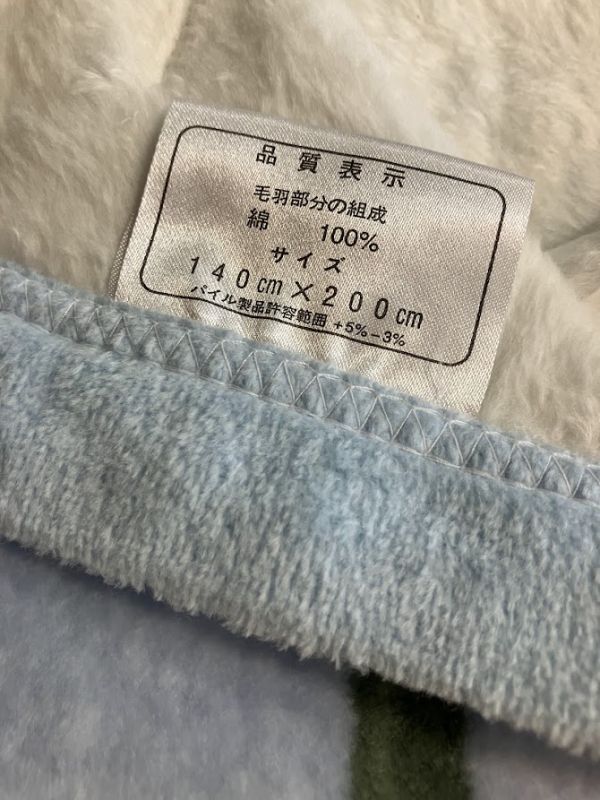 品質表示
毛羽部分の組成
綿 100%
サイズ
140cm×200cm
パイル製品許容範囲 +5%-3%